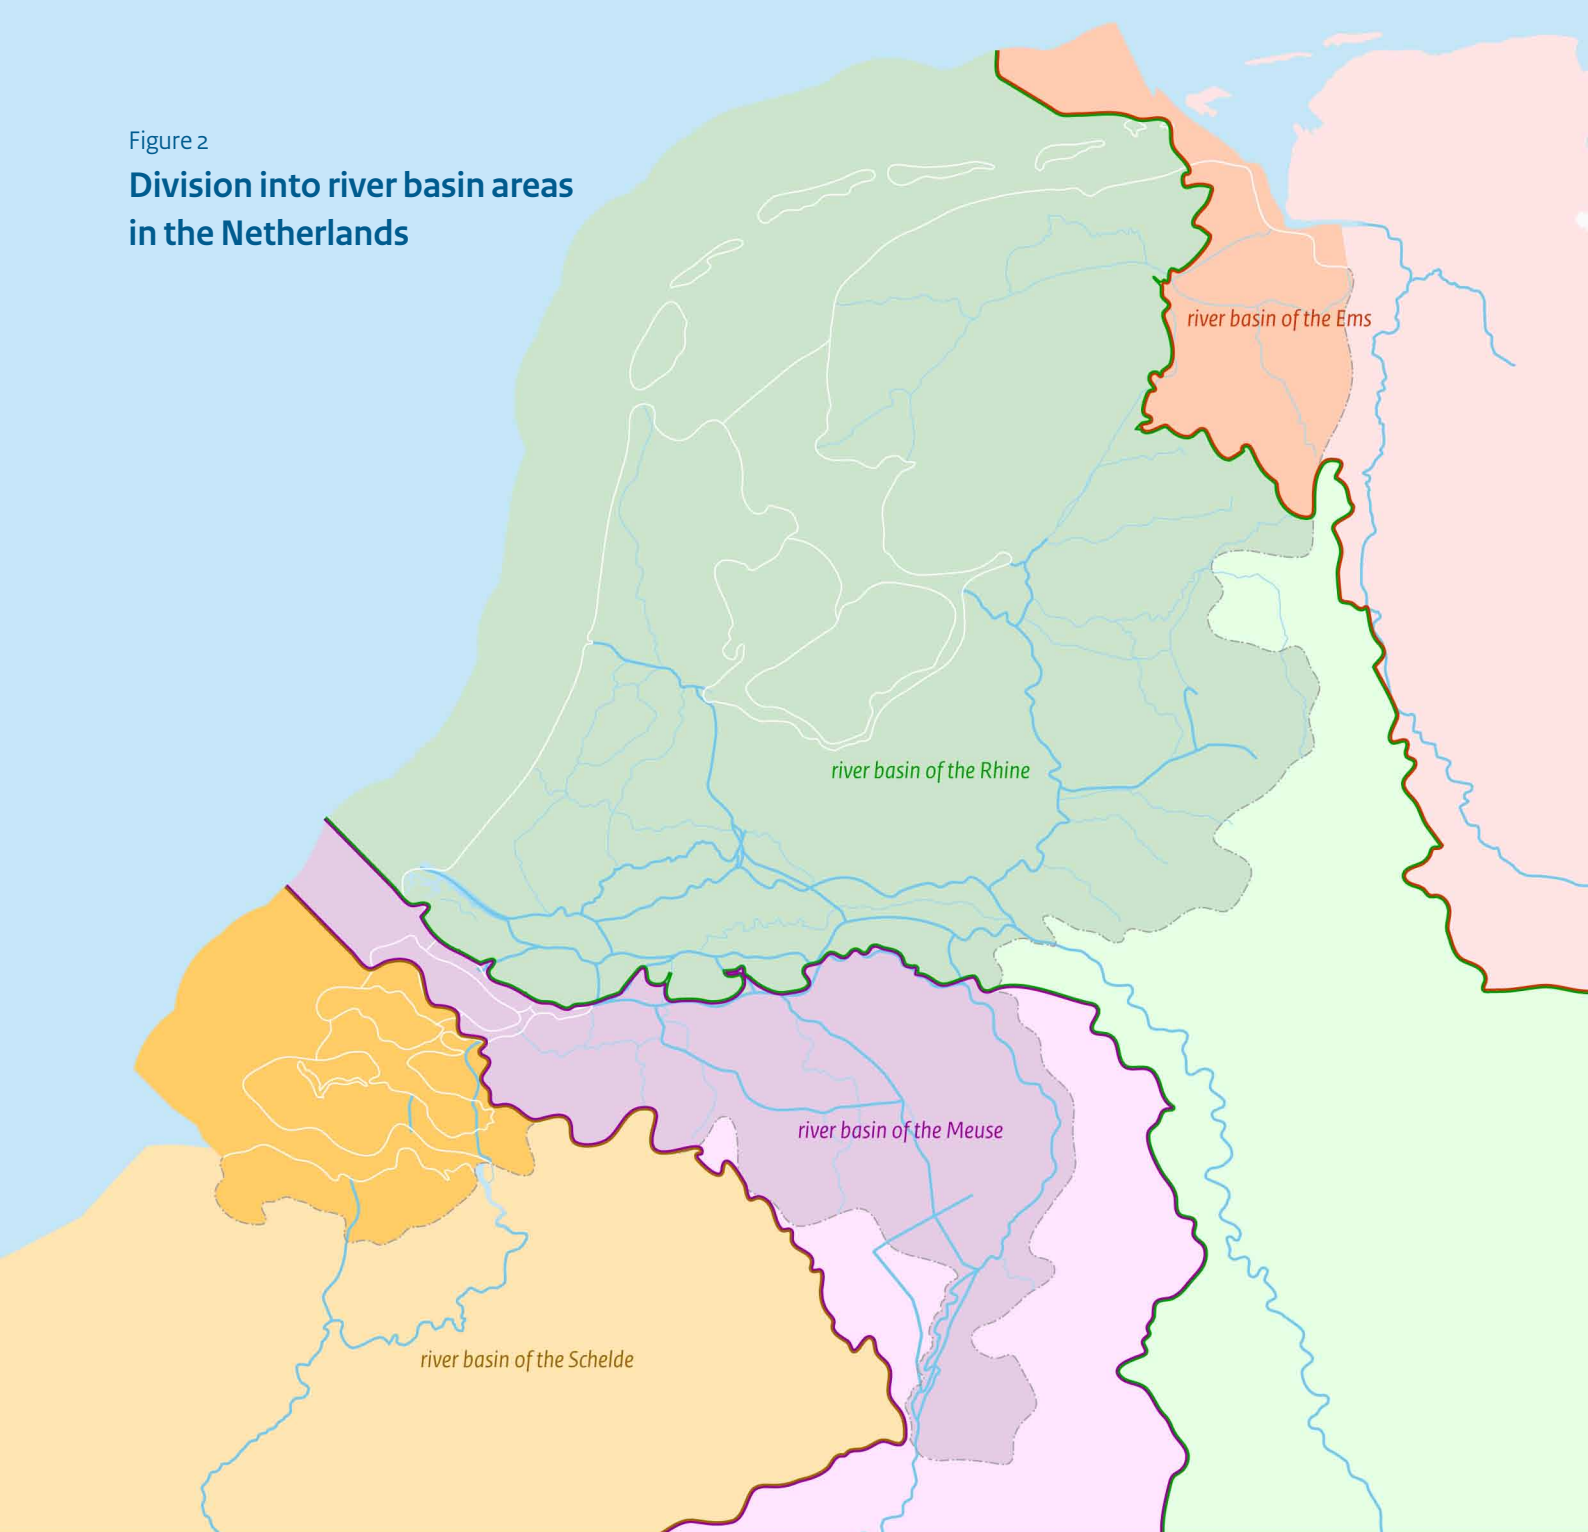 Figure 2
Division into river basin areas
in the Netherlands
river basin of the Ems
river basin of the Rhine
river basin of the Meuse
river basin of the Schelde